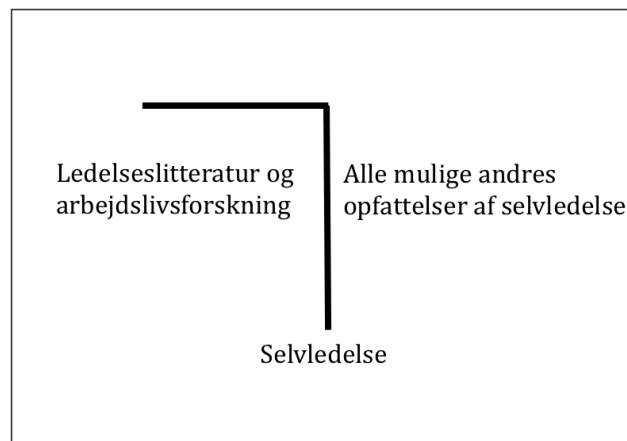 Ledelseslitteratur og
arbejdslivsforskning
Alle mulige andres
opfattelser af selvledelse
Selvledelse